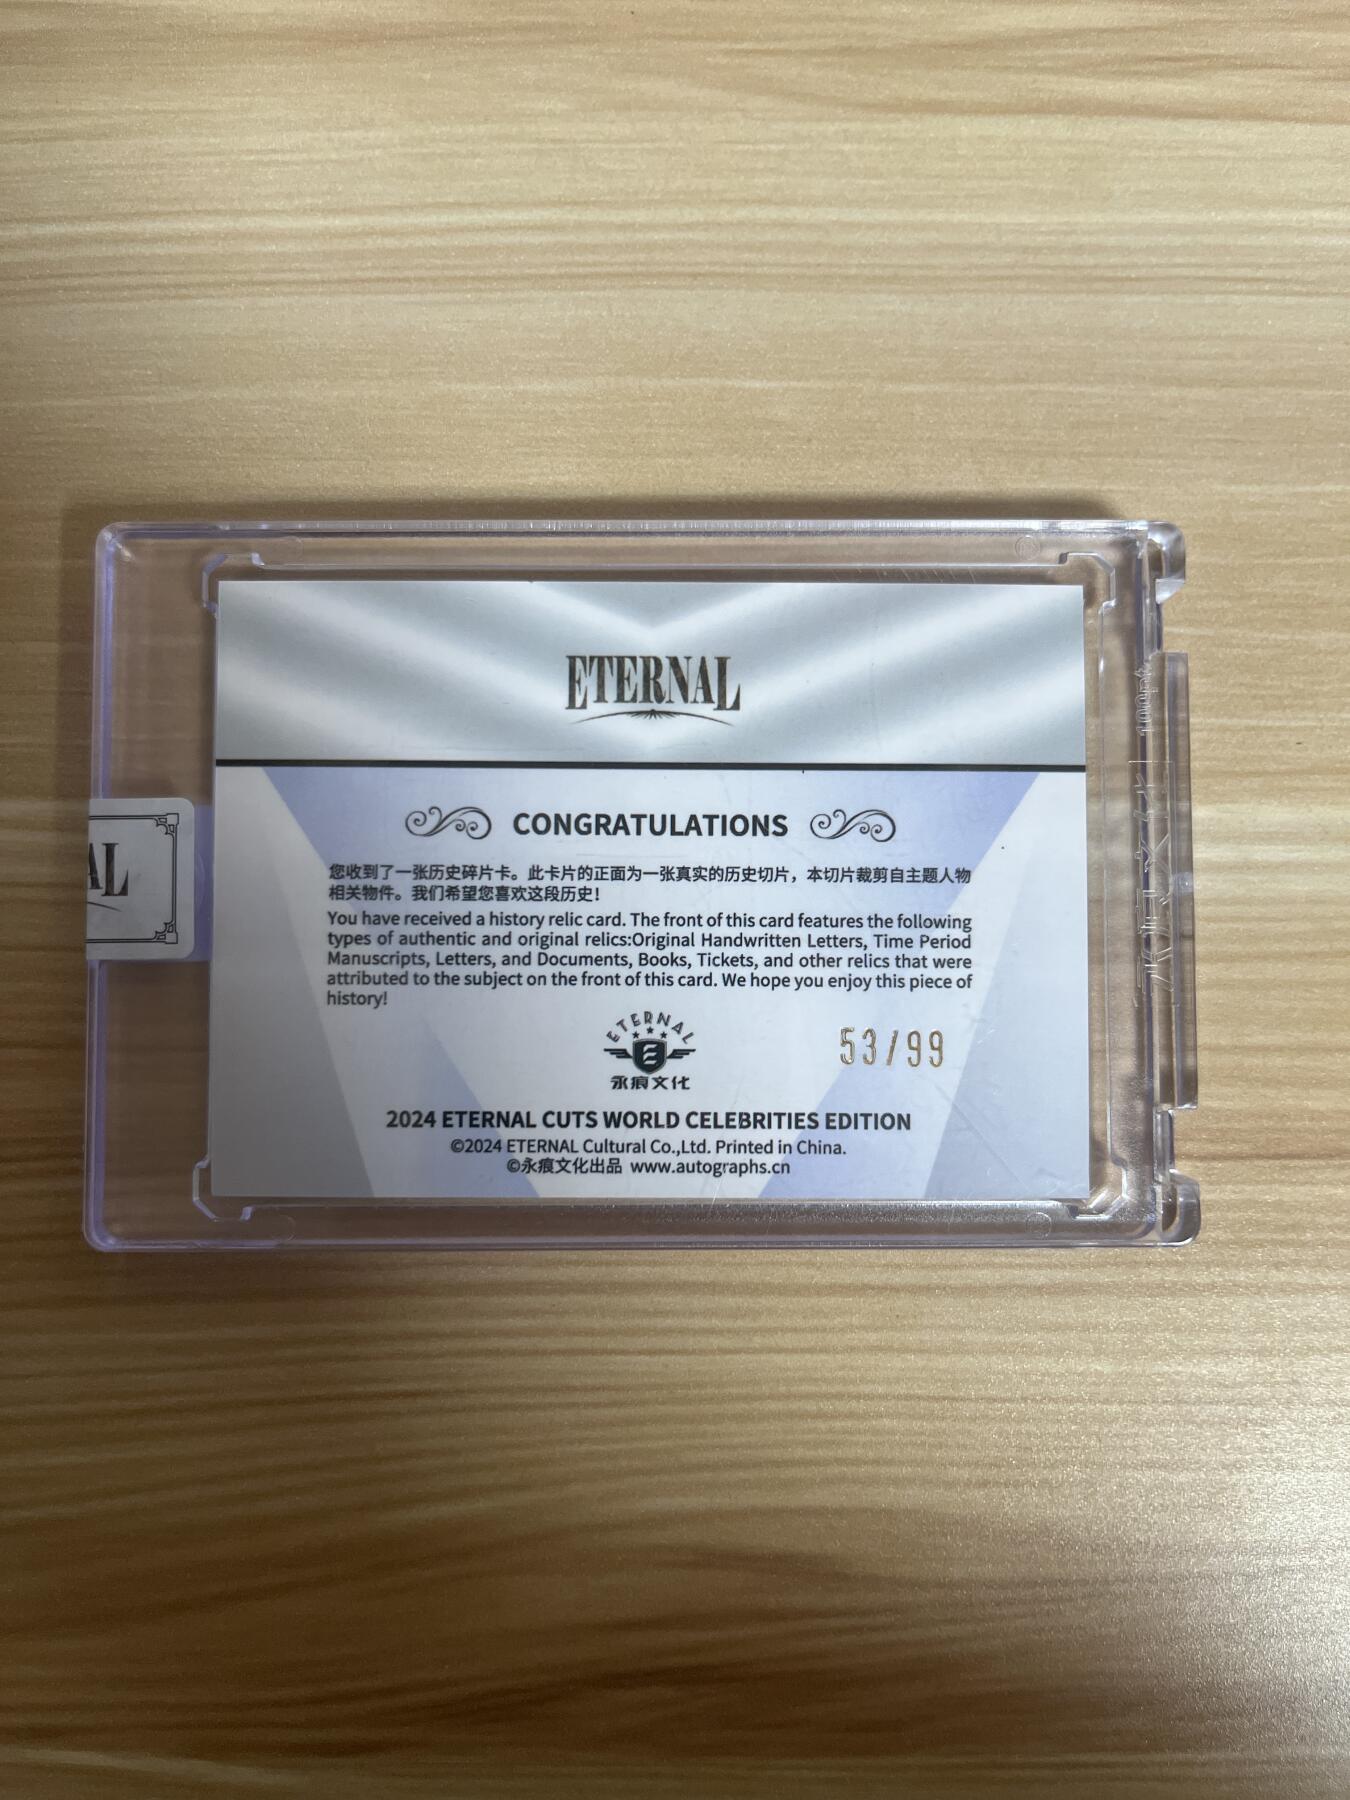 ETERNAL
CONGRATULATIONS
您收到了一张历史碎片卡。此卡片的正面为一张真实的历史切片，本切片裁剪自主题人物
相关物件。我们希望您喜欢这段历史！
You have received a history relic card. The front of this card features the following
types of authentic and original relics:Original Handwritten Letters, Time Period
Manuscripts, Letters, and Documents, Books, Tickets, and other relics that were
attributed to the subject on the front of this card. We hope you enjoy this piece of
history!
ETERNAL
E
永痕文化
53/99
2024 ETERNAL CUTS WORLD CELEBRITIES EDITION
©2024 ETERNAL Cultural Co.,Ltd. Printed in China.
©永痕文化出品 www.autographs.cn
AL
永痕文化
100pt